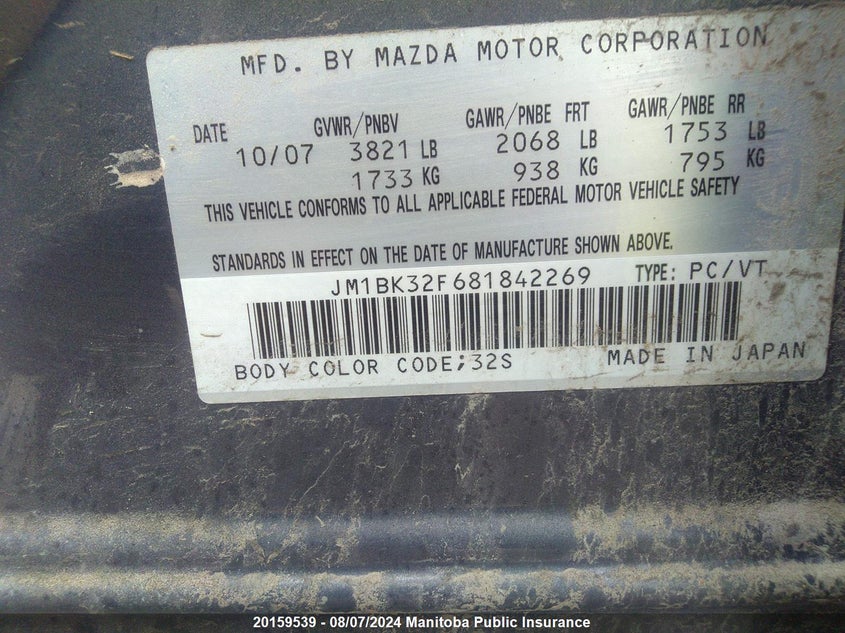 MFD. BY MAZDA MOTOR CORPORATION
DATE GVWR/PNBV GAWR/PNBE FRT GAWR/PNBE RR
10/07 3821 LB 2068 LB 1753 LB
1733 KG 938 KG 795 KG
THIS VEHICLE CONFORMS TO ALL APPLICABLE FEDERAL MOTOR VEHICLE SAFETY
STANDARDS IN EFFECT ON THE DATE OF MANUFACTURE SHOWN ABOVE.
JM1BK32F681842269 TYPE: PC/VT
BODY COLOR CODE;32S MADE IN JAPAN
20159539 - 08/07/2024 Manitoba Public Insurance